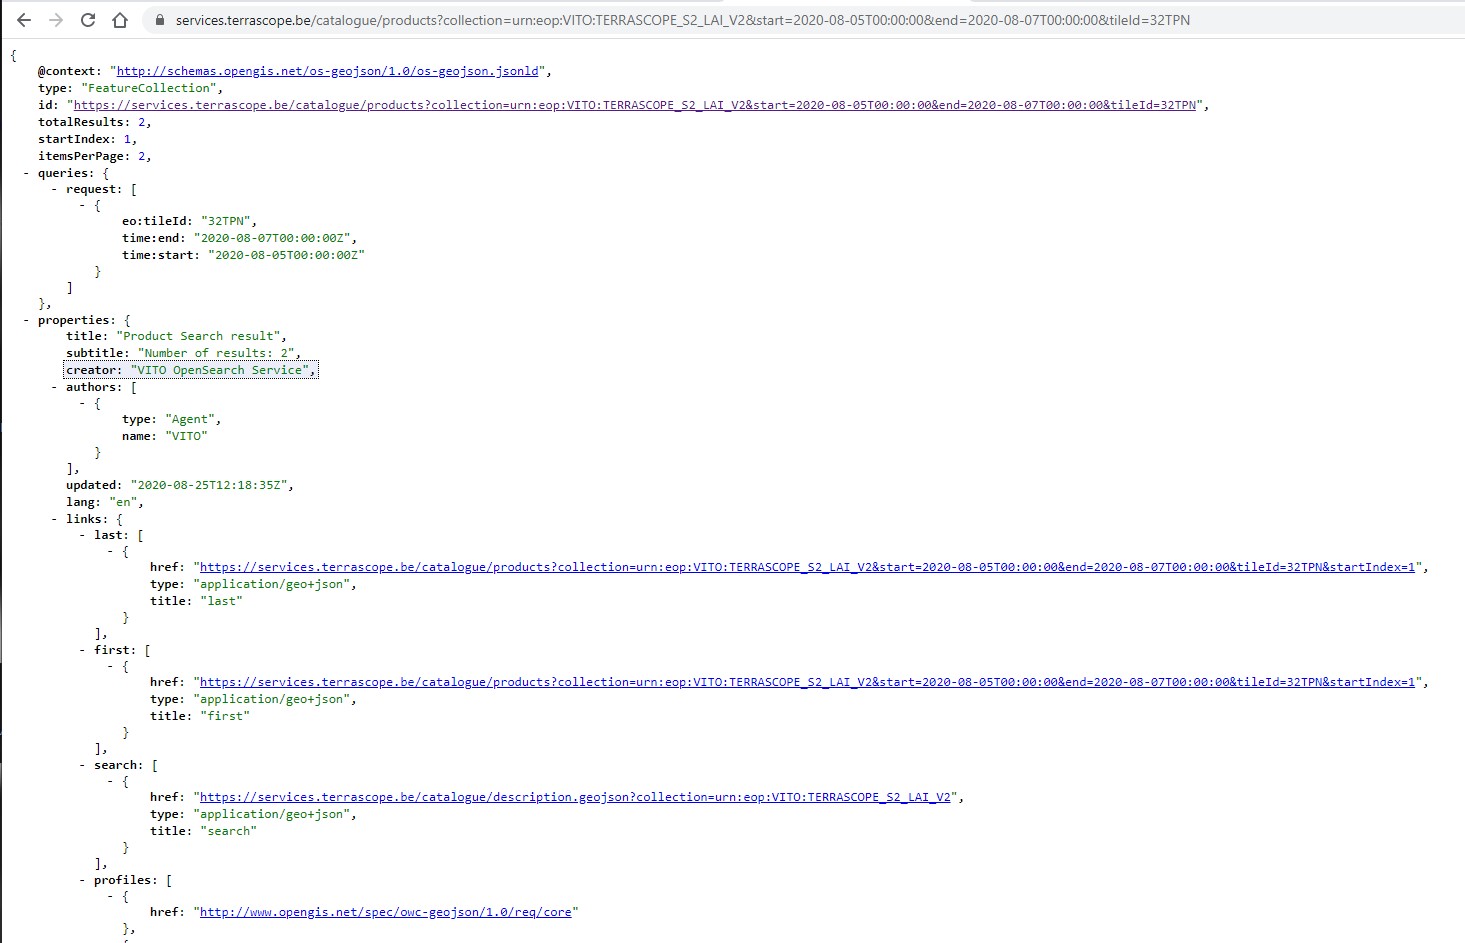 services.terrascope.be/catalogue/products?collection=urn:eop:VITO:TERRASCOPE_S2_LAI_V2&start=2020-08-05T00:00:00&end=2020-08-07T00:00:00&tileId=32TPN
{
@context: "http://schemas.opengis.net/os-geojson/1.0/os-geojson.jsonld",
type: "FeatureCollection",
id: "https://services.terrascope.be/catalogue/products?collection=urn:eop:VITO:TERRASCOPE_S2_LAI_V2&start=2020-08-05T00:00:00&end=2020-08-07T00:00:00&tileId=32TPN",
totalResults: 2,
startIndex: 1,
itemsPerPage: 2,
- queries: {
- request: [
- {
eo:tileId: "32TPN",
time:end: "2020-08-07T00:00:00Z",
time:start: "2020-08-05T00:00:00Z"
}
]
},
- properties: {
title: "Product Search result",
subtitle: "Number of results: 2",
creator: "VITO OpenSearch Service",
- authors: [
- {
type: "Agent",
name: "VITO"
}
],
updated: "2020-08-25T12:18:35Z",
lang: "en",
- links: {
- last: [
- {
href: "https://services.terrascope.be/catalogue/products?collection=urn:eop:VITO:TERRASCOPE_S2_LAI_V2&start=2020-08-05T00:00:00&end=2020-08-07T00:00:00&tileId=32TPN&startIndex=1",
type: "application/geo+json",
title: "last"
}
],
- first: [
- {
href: "https://services.terrascope.be/catalogue/products?collection=urn:eop:VITO:TERRASCOPE_S2_LAI_V2&start=2020-08-05T00:00:00&end=2020-08-07T00:00:00&tileId=32TPN&startIndex=1",
type: "application/geo+json",
title: "first"
}
],
- search: [
- {
href: "https://services.terrascope.be/catalogue/description.geojson?collection=urn:eop:VITO:TERRASCOPE_S2_LAI_V2",
type: "application/geo+json",
title: "search"
}
],
- profiles: [
- {
href: "http://www.opengis.net/spec/owc-geojson/1.0/req/core"
},